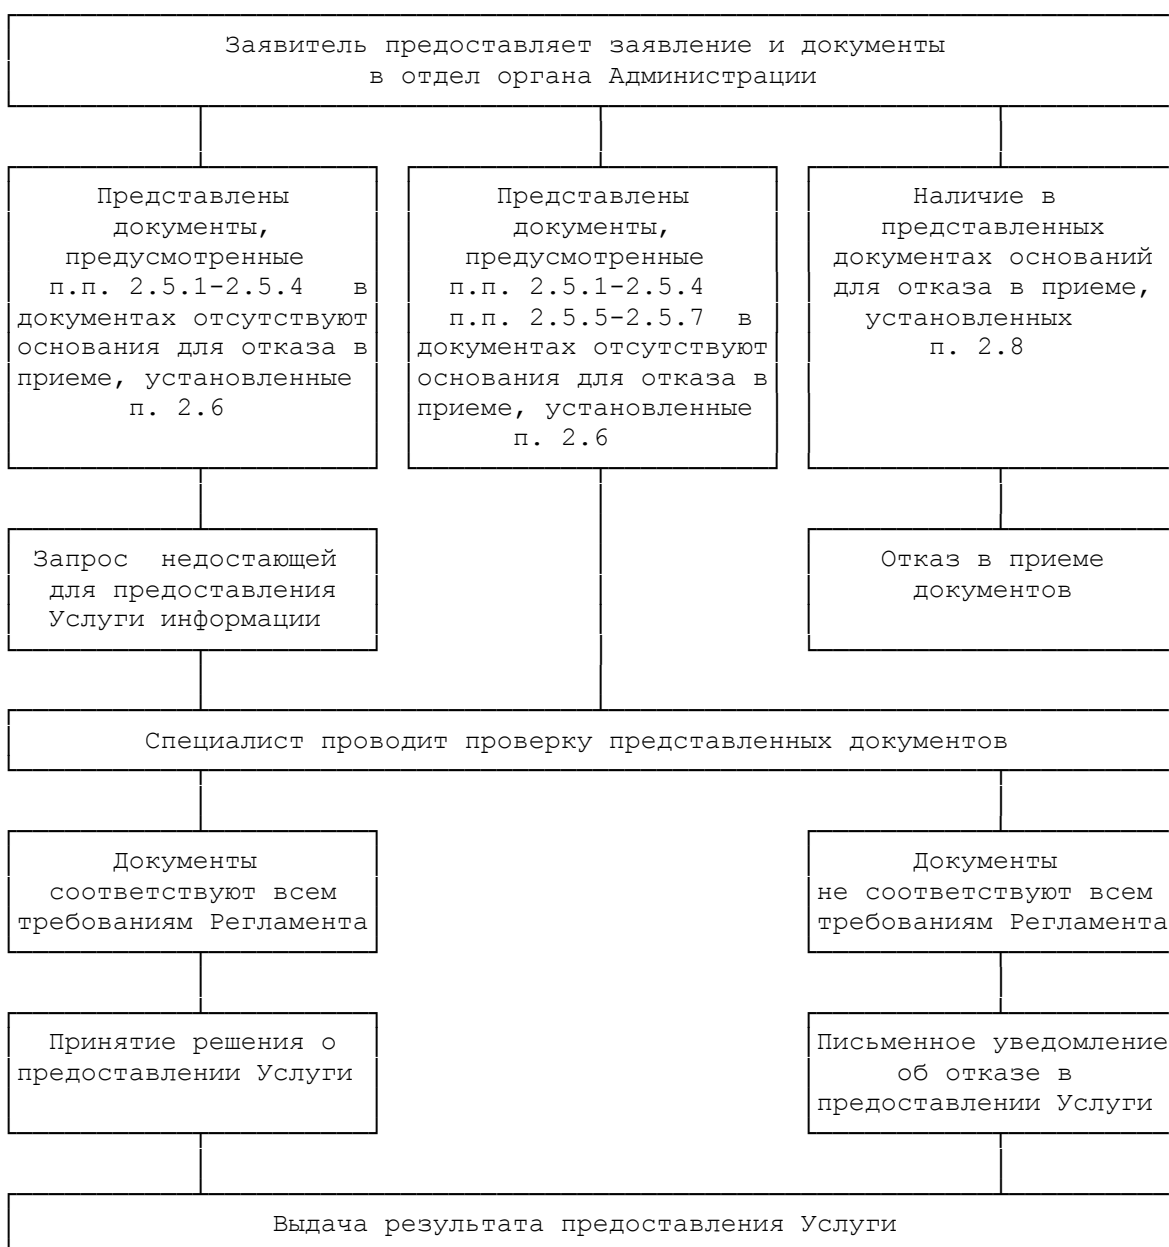 Заявитель предоставляет заявление и документы
в отдел органа Администрации
Представлены
документы,
предусмотренные
п.п. 2.5.1-2.5.4 в
документах отсутствуют
основания для отказа в
приеме, установленные
п. 2.6
Представлены
документы,
предусмотренные
п.п. 2.5.1-2.5.4
п.п. 2.5.5-2.5.7 в
документах отсутствуют
основания для отказа в
приеме, установленные
п. 2.6
Наличие в
представленных
документах оснований
для отказа в приеме,
установленных
п. 2.8
Запрос недостающей
для предоставления
Услуги информации
Отказ в приеме
документов
Специалист проводит проверку представленных документов
Документы
соответствуют всем
требованиям Регламента
Документы
не соответствуют всем
требованиям Регламента
Принятие решения о
предоставлении Услуги
Письменное уведомление
об отказе в
предоставлении Услуги
Выдача результата предоставления Услуги